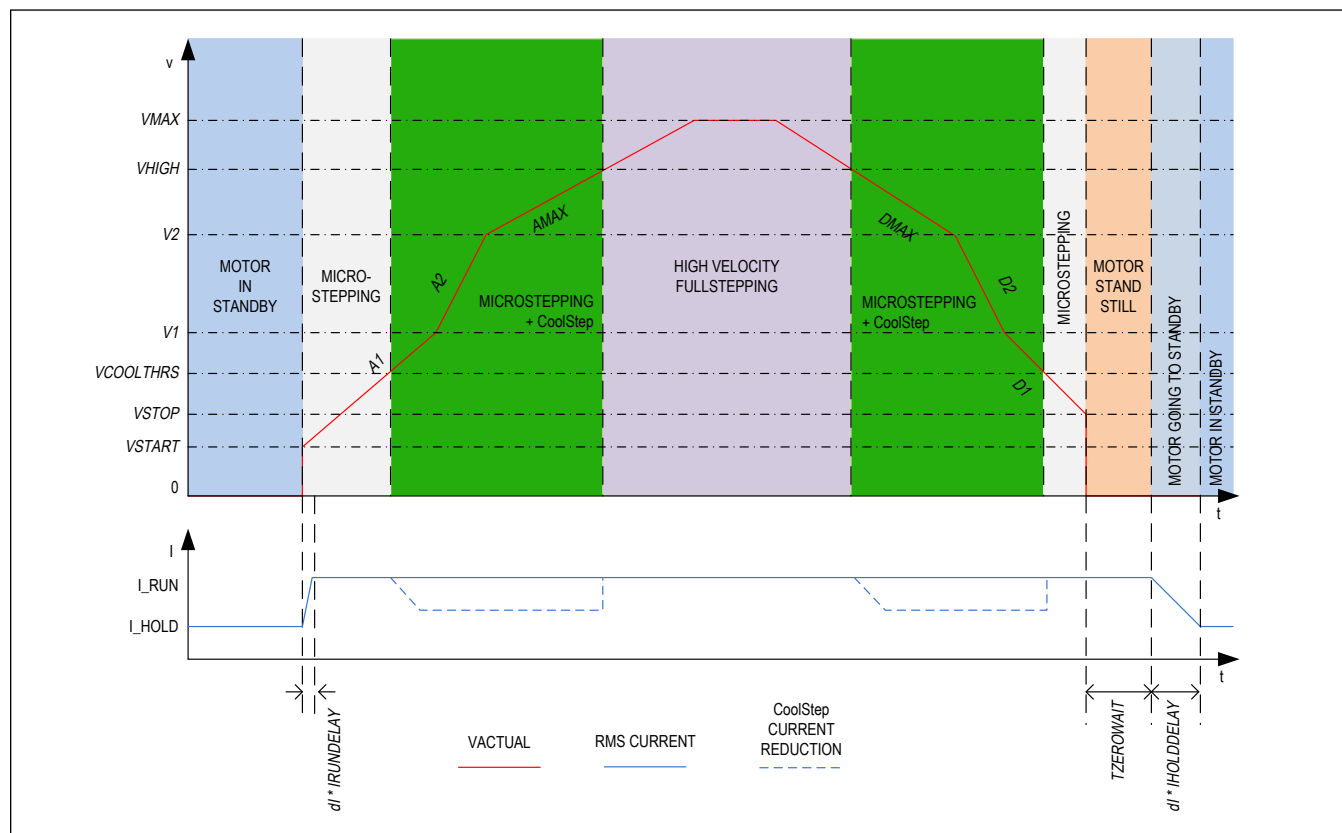 v
VMAX
VHIGH
V2
V1
VCOOLTHRS
VSTOP
VSTART
0
MOTOR
IN
STANDBY
MICRO-
STEPPING
A1
A2
AMAX
MICROSTEPPING
+ CoolStep
HIGH VELOCITY
FULLSTEPPING
DMAX
MICROSTEPPING
+ CoolStep
D2
D1
MICROSTEPPING
MOTOR
STAND
STILL
MOTOR GOING TO STANDBY
MOTOR IN STANDBY
t
I
I_RUN
I_HOLD
t
dI * IRUNDELAY
TZEROWAIT
dI * IHOLDDELAY
VACTUAL
RMS CURRENT
CoolStep
CURRENT
REDUCTION